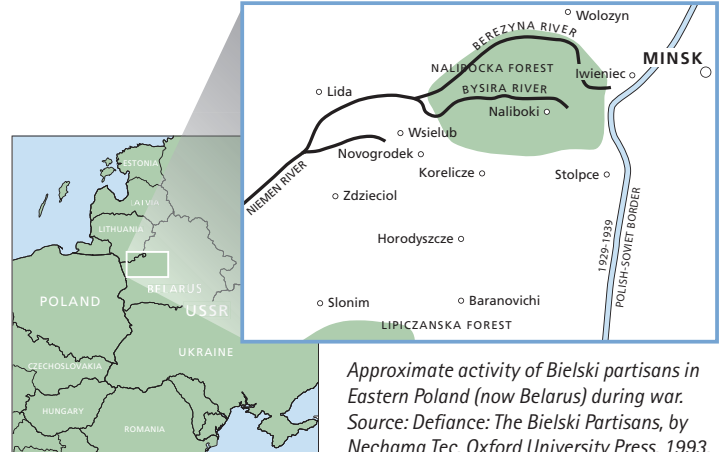 Wolozyn
BEREZYNA RIVER
MINSK
NALIBOCKA FOREST
Iwieniec
Lida
BYSIRA RIVER
Naliboki
Wsielub
Novogrodek
Korelicze
Stolpce
NIEMEN RIVER
Zdzieciol
Horodyszcze
1929-1939
POLISH-SOVIET BORDER
Slonim
Baranovichi
LIPICZANSKA FOREST
ESTONIA
LATVIA
LITHUANIA
BELARUS
POLAND
USSR
UKRAINE
CZECHOSLOVAKIA
HUNGARY
ROMANIA
Approximate activity of Bielski partisans in
Eastern Poland (now Belarus) during war.
Source: Defiance: The Bielski Partisans, by
Nechama Tec. Oxford University Press, 1993.